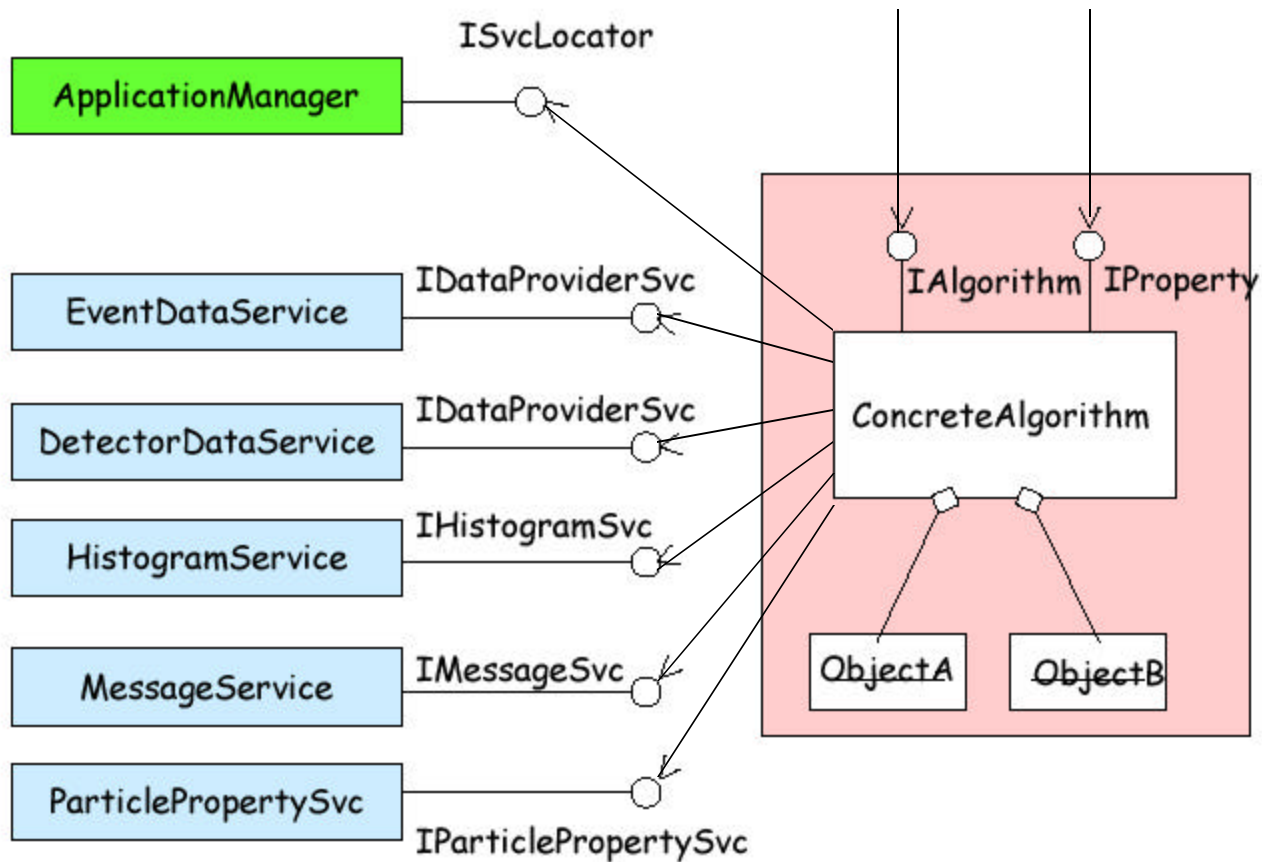 ISvcLocator
ApplicationManager
IDataProviderSvc
IAlgorithm
IProperty
EventDataService
IDataProviderSvc
ConcreteAlgorithm
DetectorDataService
IHistogramSvc
HistogramService
IMessageSvc
ObjectA
ObjectB
MessageService
ParticlePropertySvc
IParticlePropertySvc